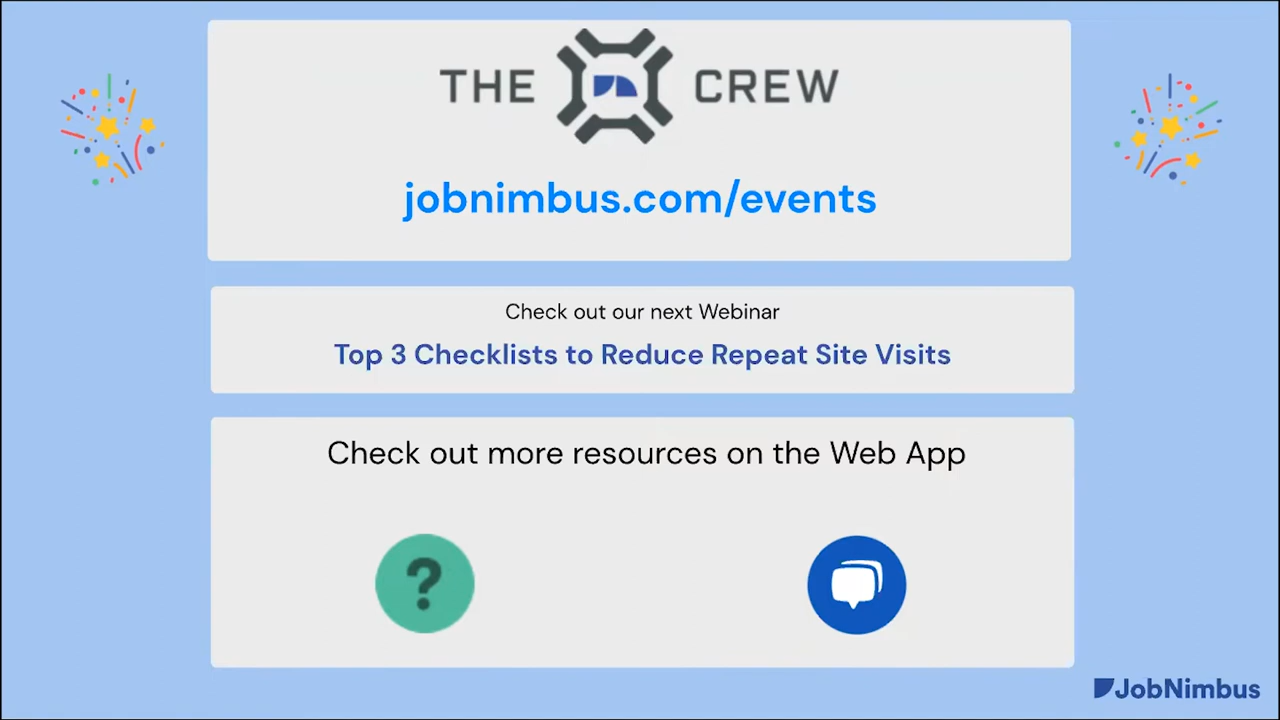 THE CREW
jobnimbus.com/events
Check out our next Webinar
Top 3 Checklists to Reduce Repeat Site Visits
Check out more resources on the Web App
?
JobNimbus